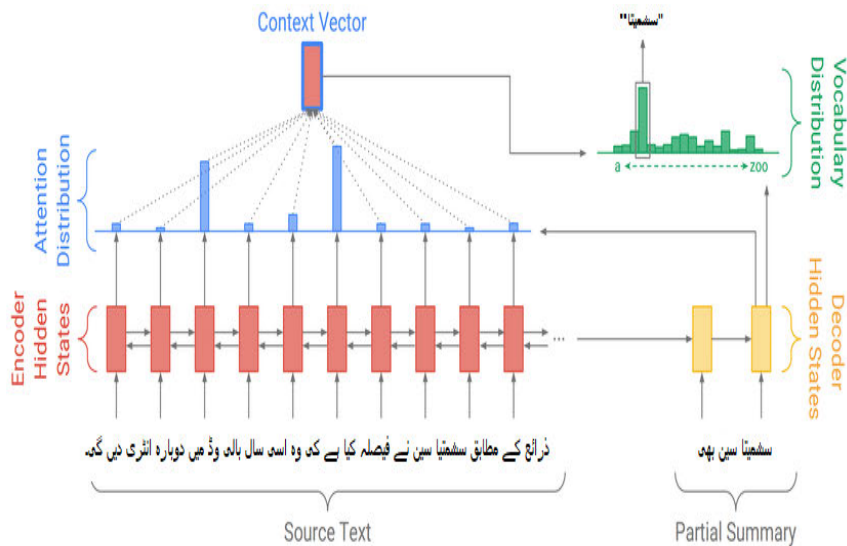 Context Vector
"سشمیتا"
Vocabulary
Distribution
a
zoo
Attention
Distribution
Encoder
Hidden
States
...
Decoder
Hidden States
ذرائع کے مطابق سشمتیا سین نے فیصلہ کیا ہے کی وہ اسی سال بالی وڈ میں دوبارہ انٹری دیں گی۔
سشمیتا سین بھی
Source Text
Partial Summary